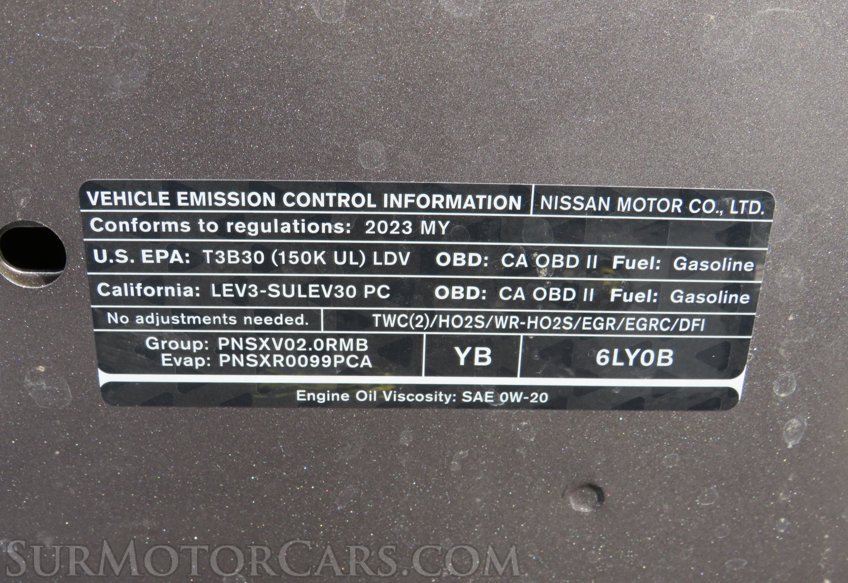 VEHICLE EMISSION CONTROL INFORMATION NISSAN MOTOR CO., LTD.
Conforms to regulations: 2023 MY
U.S. EPA: T3B30 (150K UL) LDV OBD: CA OBD II Fuel: Gasoline
California: LEV3-SULEV30 PC OBD: CA OBD II Fuel: Gasoline
No adjustments needed. TWC(2)/HO2S/WR-HO2S/EGR/EGRC/DFI
Group: PNSXV02.0RMB
Evap: PNSXR0099PCA
YB
6LY0B
Engine Oil Viscosity: SAE 0W-20
SurMotorCars.com